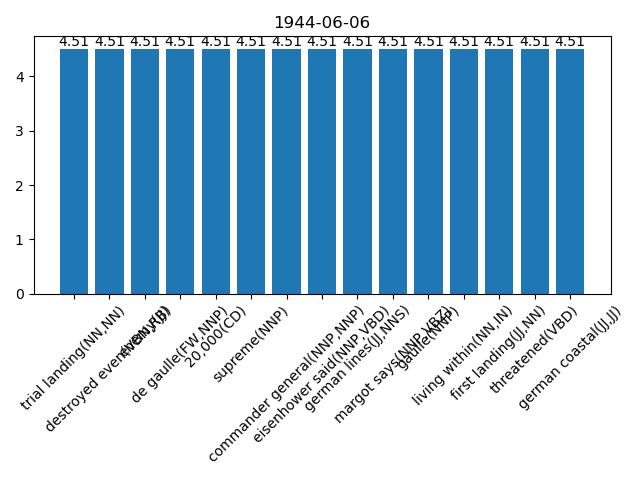 1944-06-06
4.51 4.51 4.51 4.51 4.51 4.51 4.51 4.51 4.51 4.51 4.51 4.51 4.51 4.51 4.51
4
3
2
1
0
trial landing(NN,NN)
destroyed even(VBN,RB)
de gaulle(FW,NNP)
20,000(CD)
supreme(NNP)
commander general(NNP,NNP)
eisenhower said(NNP,VBD)
german lines(JJ,NNS)
margot says(NNP,VBZ)
gaulle(NNP)
living within(NN,IN)
first landing(JJ,NN)
threatened(VBD)
german coastal(JJ,JJ)